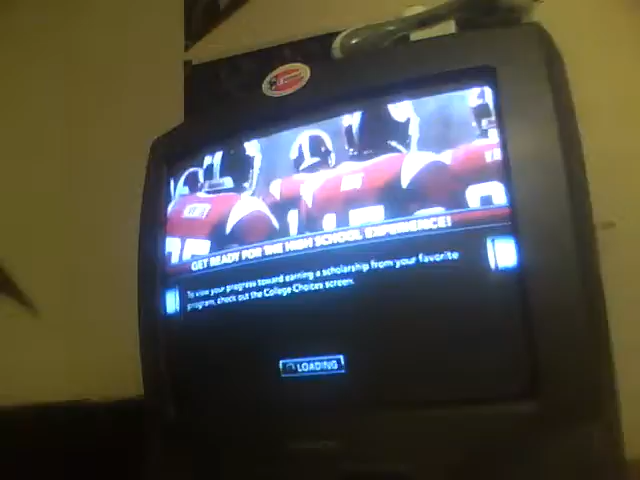 GET READY FOR THE HIGH SCHOOL EXPERIENCE!
To view your progress toward earning a scholarship from your favorite
program, check out the College Choices screen.
LOADING